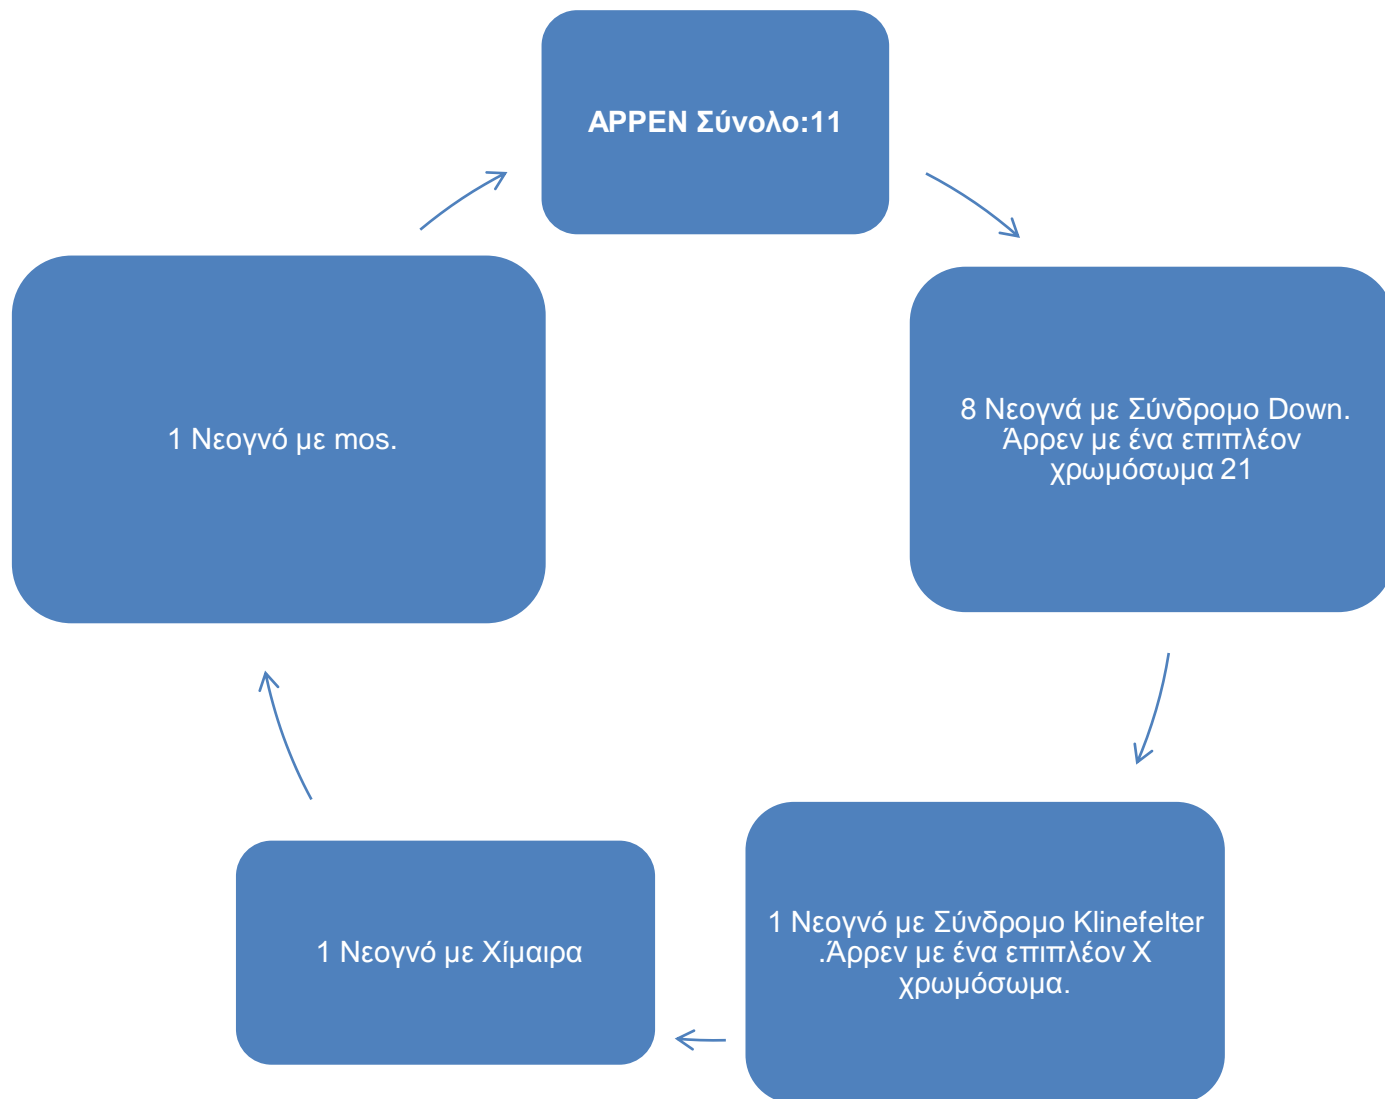 ΑΡΡΕΝ Σύνολο:11
8 Νεογνά με Σύνδρομο Down.
Άρρεν με ένα επιπλέον
χρωμόσωμα 21
1 Νεογνό με Σύνδρομο Klinefelter
.Άρρεν με ένα επιπλέον Χ
χρωμόσωμα.
1 Νεογνό με Χίμαιρα
1 Νεογνό με mos.